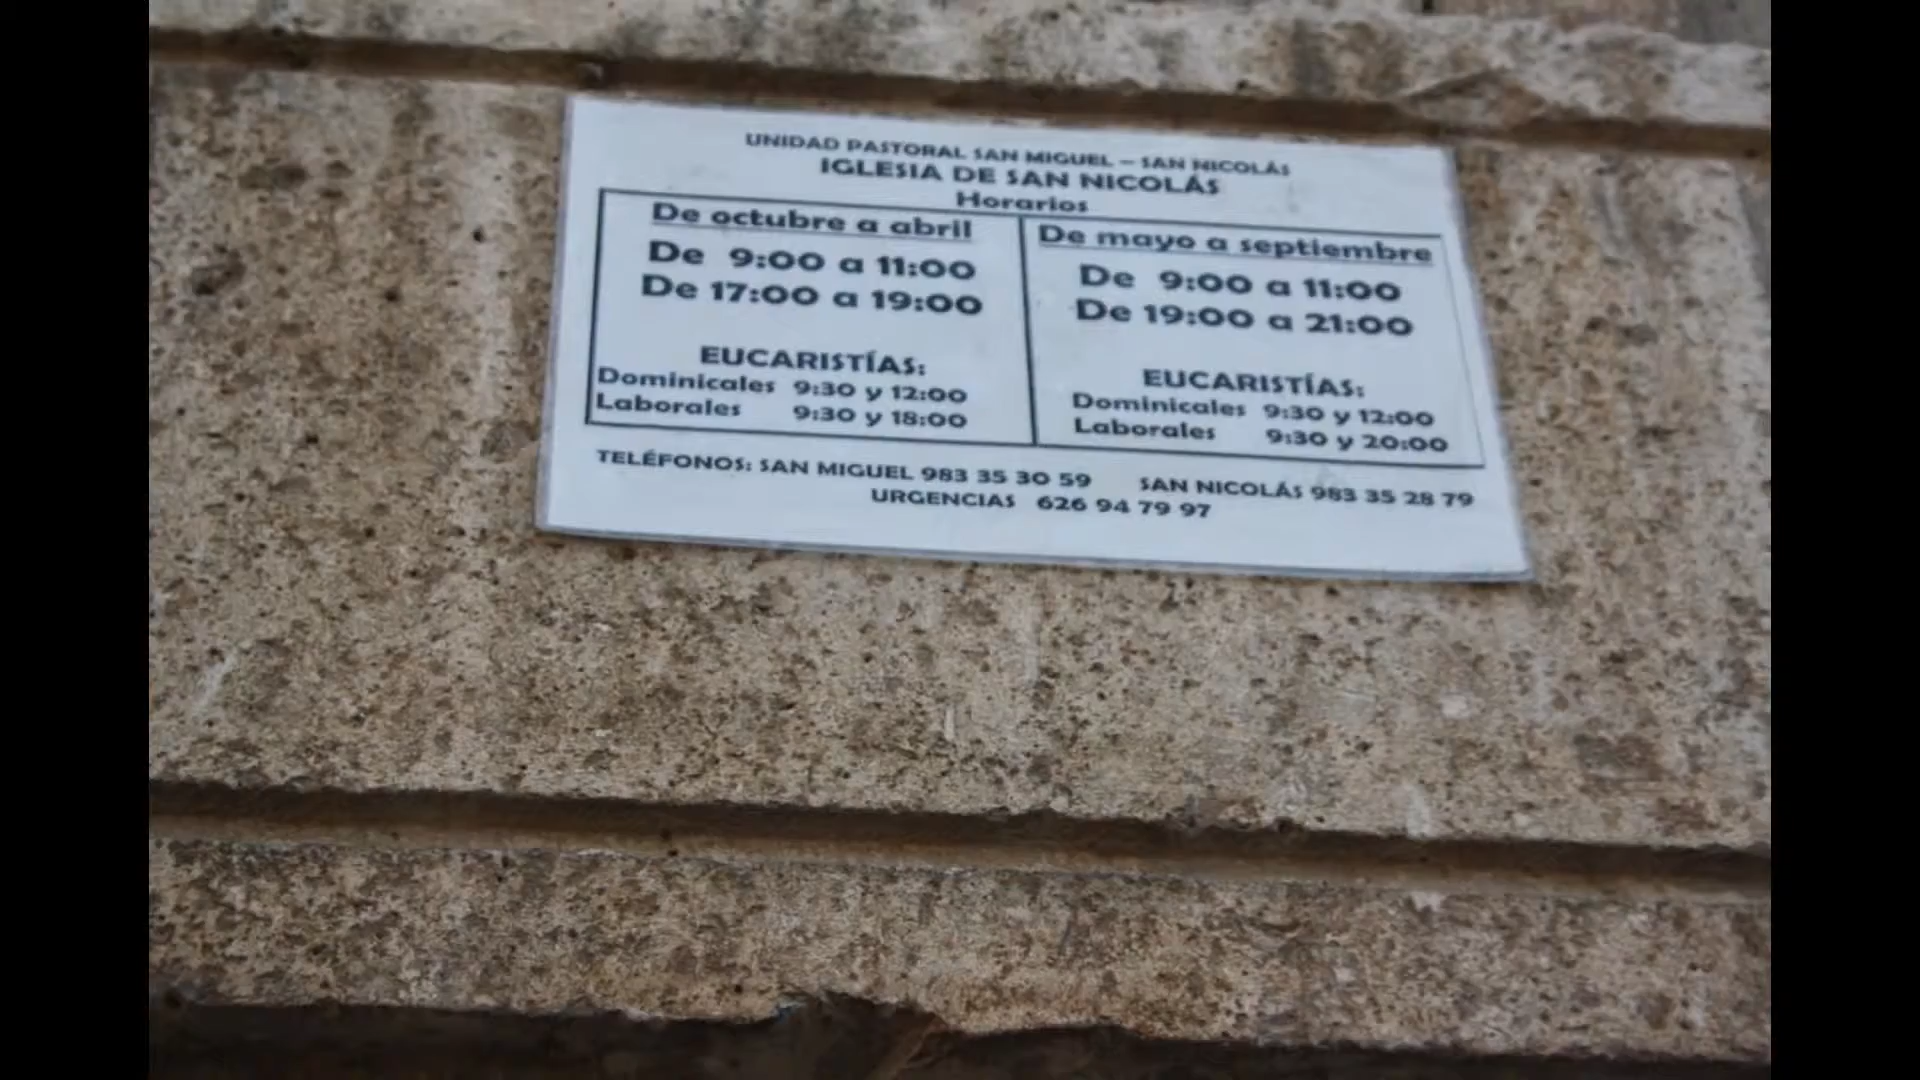 UNIDAD PASTORAL SAN MIGUEL – SAN NICOLÁS
IGLESIA DE SAN NICOLÁS
Horarios
De octubre a abril
De 9:00 a 11:00
De 17:00 a 19:00
EUCARISTÍAS:
Dominicales 9:30 y 12:00
Laborales 9:30 y 18:00
De mayo a septiembre
De 9:00 a 11:00
De 19:00 a 21:00
EUCARISTÍAS:
Dominicales 9:30 y 12:00
Laborales 9:30 y 20:00
TELÉFONOS: SAN MIGUEL 983 35 30 59 SAN NICOLÁS 983 35 28 79
URGENCIAS 626 94 79 97